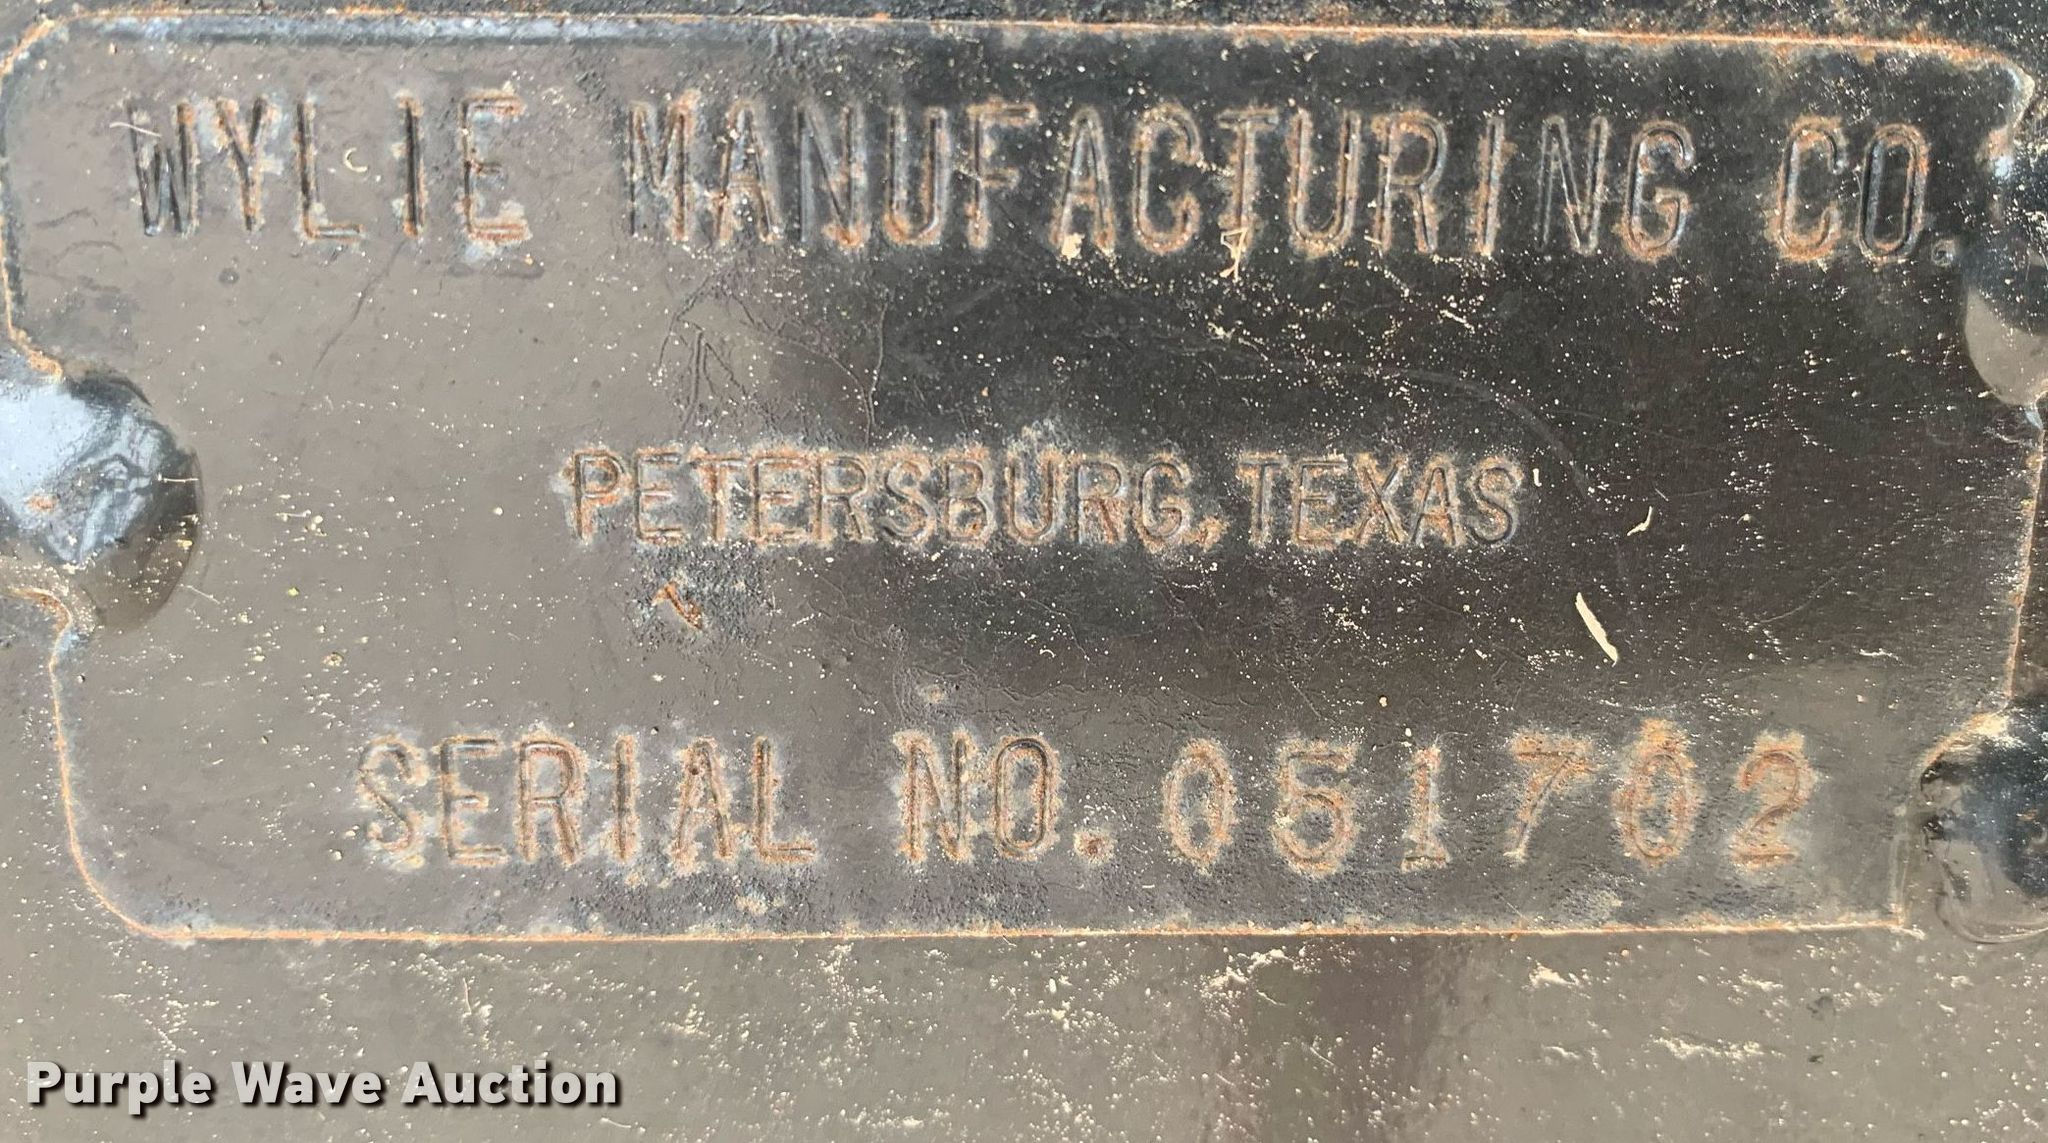 WYLIE MANUFACTURING CO.
PETERSBURG, TEXAS
SERIAL NO. 051702
Purple Wave Auction